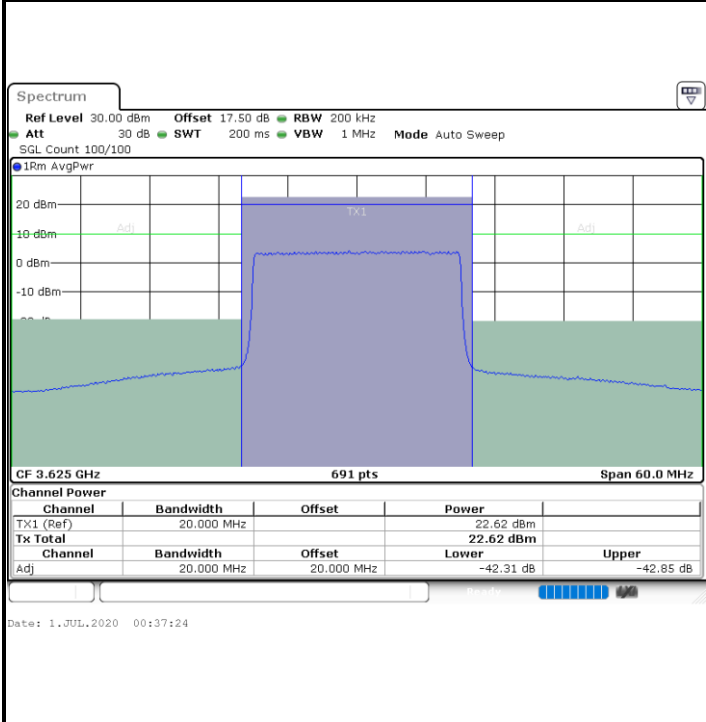 Spectrum
Ref Level 30.00 dBm Offset 17.50 dB RBW 200 kHz
Att 30 dB SWT 200 ms VBW 1 MHz Mode Auto Sweep
SGL Count 100/100
1Rm AvgPwr
20 dBm
TX1
Adj Adj
10 dBm
0 dBm
-10 dBm
CF 3.625 GHz 691 pts Span 60.0 MHz
Channel Power
Channel Bandwidth Offset Power
TX1 (Ref) 20.000 MHz 22.62 dBm
Tx Total 22.62 dBm
Channel Bandwidth Offset Lower Upper
Adj 20.000 MHz 20.000 MHz -42.31 dB -42.85 dB
Ready
Date: 1.JUL.2020 00:37:24